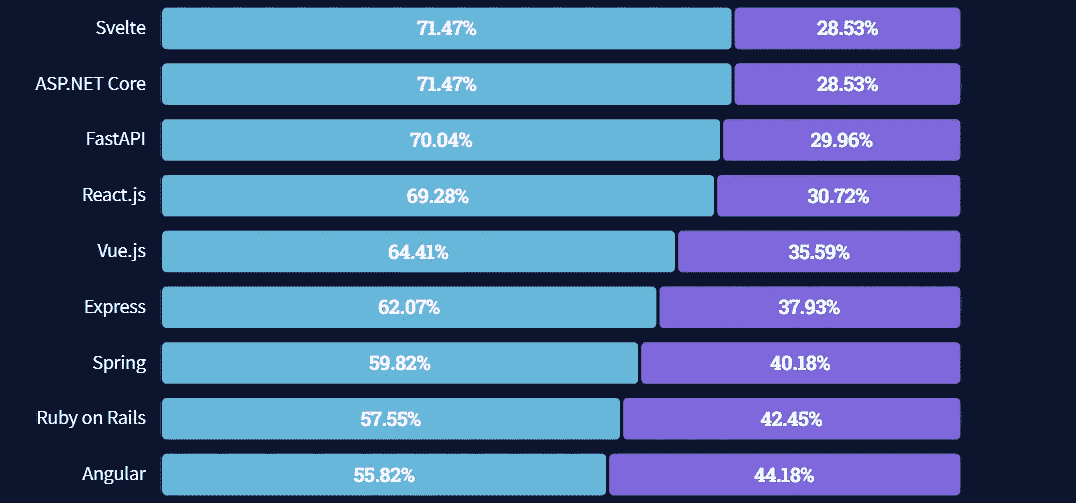 Svelte 71.47% 28.53%
ASP.NET Core 71.47% 28.53%
FastAPI 70.04% 29.96%
React.js 69.28% 30.72%
Vue.js 64.41% 35.59%
Express 62.07% 37.93%
Spring 59.82% 40.18%
Ruby on Rails 57.55% 42.45%
Angular 55.82% 44.18%